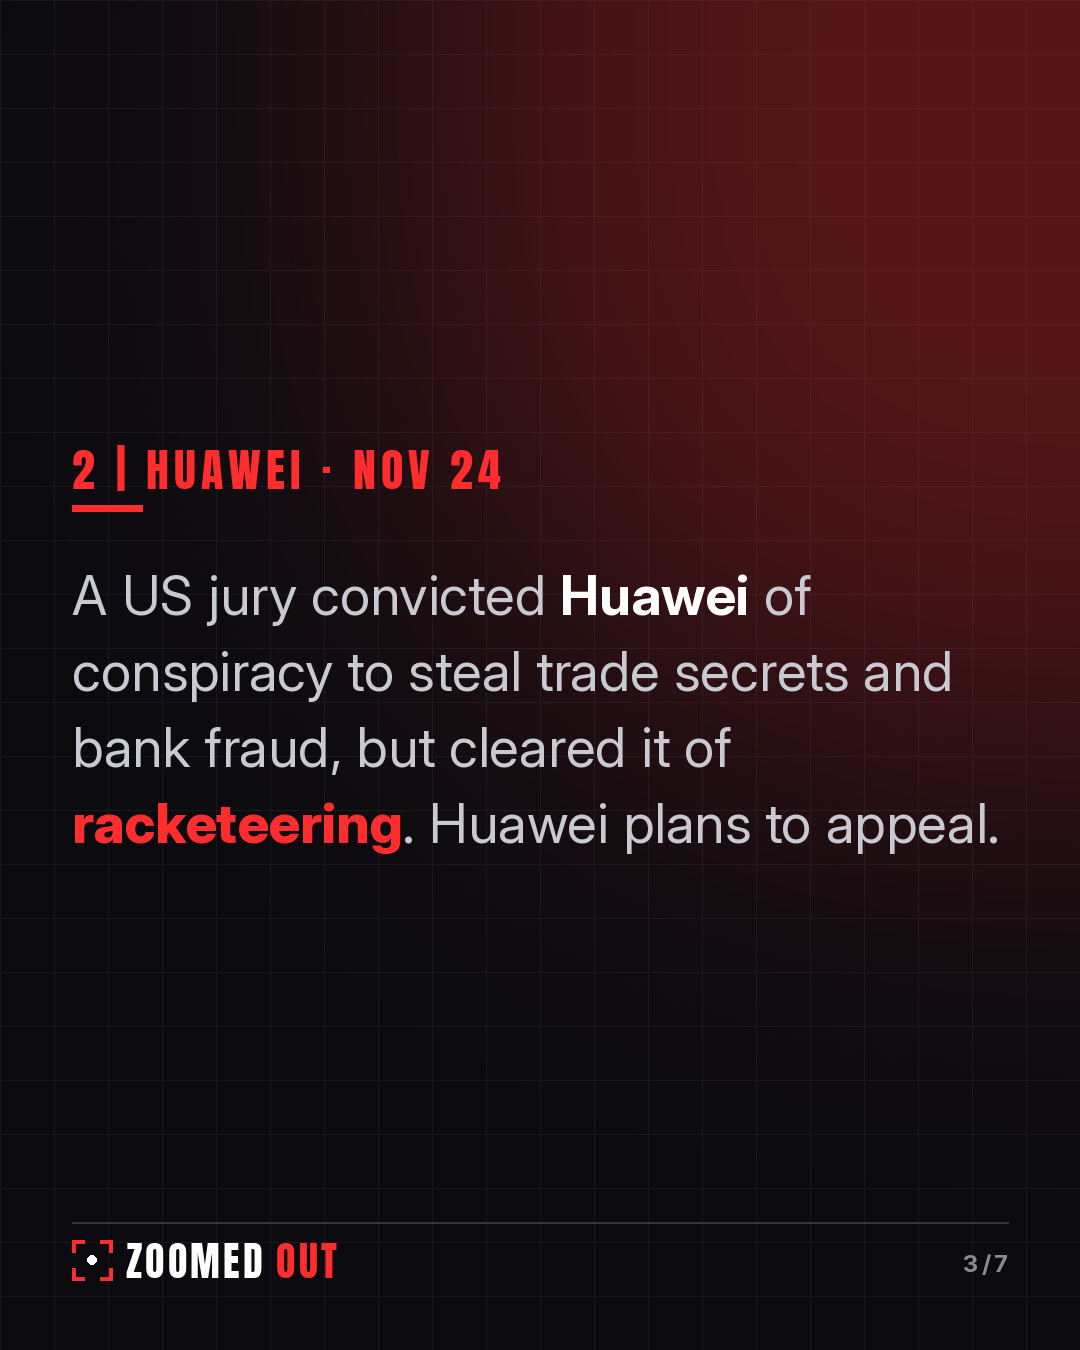 2 | HUAWEI · NOV 24
A US jury convicted Huawei of
conspiracy to steal trade secrets and
bank fraud, but cleared it of
racketeering. Huawei plans to appeal.
ZOOMED OUT
3/7